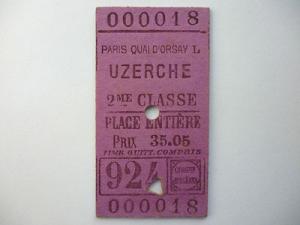 000018
PARIS QUAI D'ORSAY L
UZERCHE
2ME CLASSE
PLACE ENTIÈRE
PRIX 35.05
TIMB. QUITT. COMPRIS
924
000018